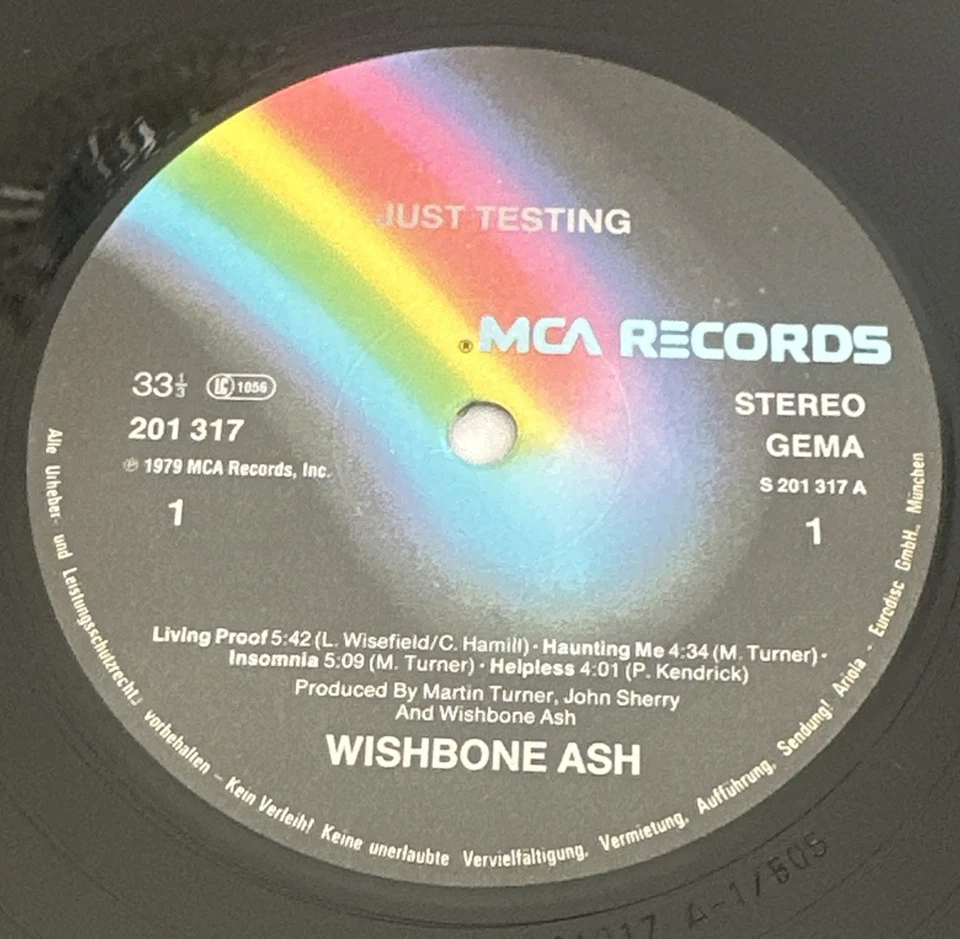 JUST TESTING
® MCA RECORDS
33⅓ LC 1056
201 317
℗ 1979 MCA Records, Inc.
1
STEREO
GEMA
S 201 317 A
1
Living Proof 5:42 (L. Wisefield/C. Hamill) · Haunting Me 4:34 (M. Turner) ·
Insomnia 5:09 (M. Turner) · Helpless 4:01 (P. Kendrick)
Produced By Martin Turner, John Sherry
And Wishbone Ash
WISHBONE ASH
Alle Urheber- und Leistungsschutzrechte vorbehalten – Kein Verleih! Keine unerlaubte Vervielfältigung, Vermietung, Aufführung, Sendung! Ariola - Eurodisc GmbH., München
A-1/BOS